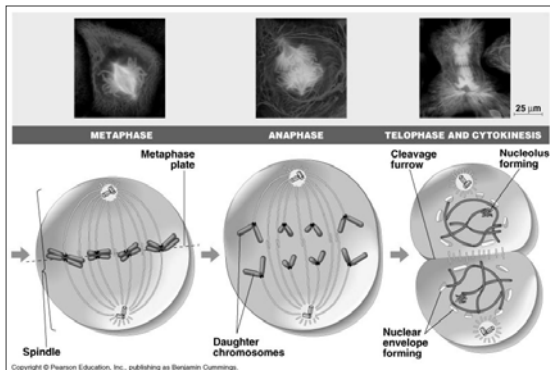 25 µm
METAPHASE
ANAPHASE
TELOPHASE AND CYTOKINESIS
Metaphase
plate
Cleavage
furrow
Nucleolus
forming
Spindle
Daughter
chromosomes
Nuclear
envelope
forming
Copyright © Pearson Education, Inc., publishing as Benjamin Cummings.